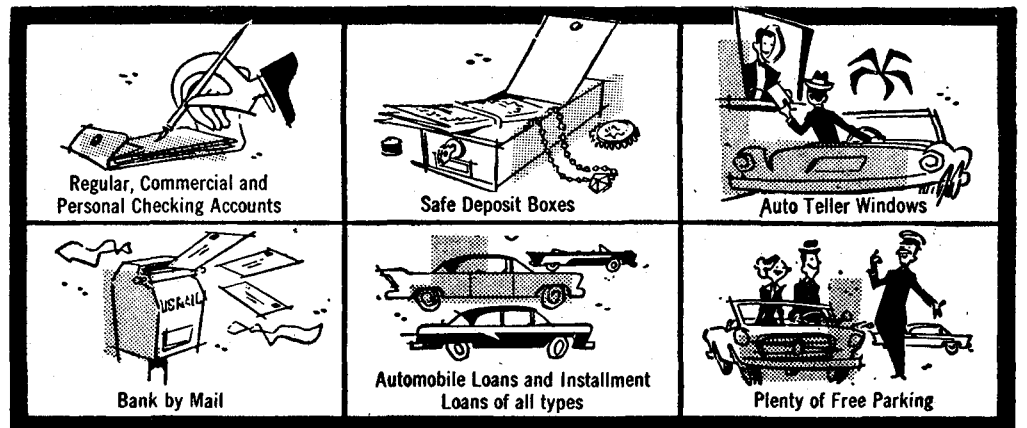 Regular, Commercial and
Personal Checking Accounts
Safe Deposit Boxes
Auto Teller Windows
US MAIL
Bank by Mail
Automobile Loans and Installment
Loans of all types
Plenty of Free Parking